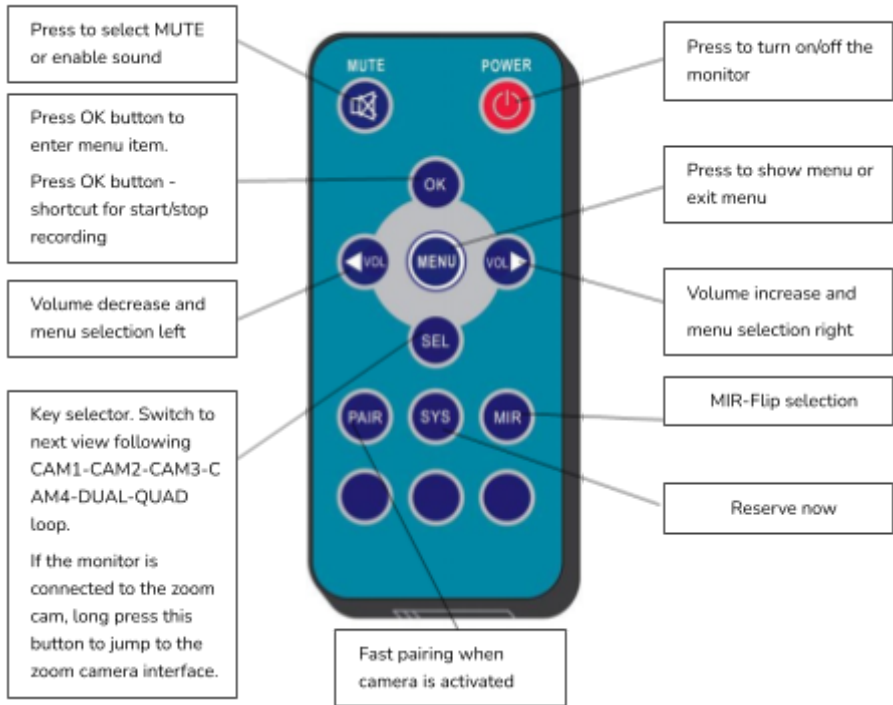 Press to select MUTE
or enable sound
Press OK button to
enter menu item.
Press OK button -
shortcut for start/stop
recording
Volume decrease and
menu selection left
Key selector. Switch to
next view following
CAM1-CAM2-CAM3-C
AM4-DUAL-QUAD
loop.
If the monitor is
connected to the zoom
cam, long press this
button to jump to the
zoom camera interface.
MUTE
POWER
OK
VOL
MENU
VOL
SEL
PAIR
SYS
MIR
Fast pairing when
camera is activated
Press to turn on/off the
monitor
Press to show menu or
exit menu
Volume increase and
menu selection right
MIR-Flip selection
Reserve now